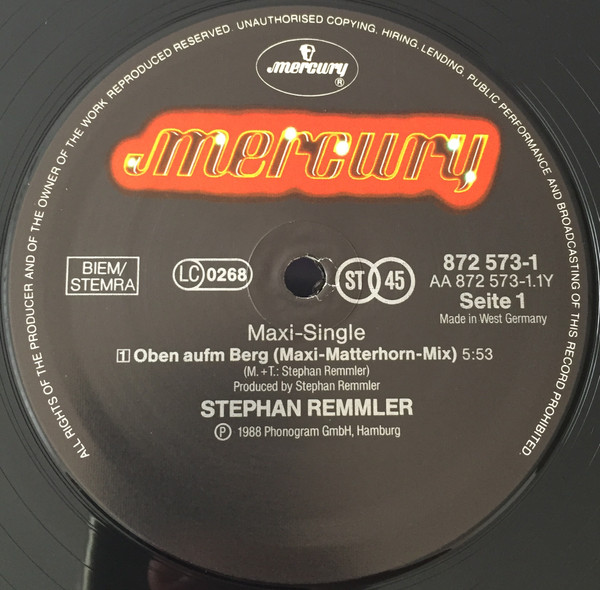 ALL RIGHTS OF THE PRODUCER AND OF THE OWNER OF THE WORK REPRODUCED RESERVED. UNAUTHORISED COPYING, HIRING, LENDING, PUBLIC PERFORMANCE AND BROADCASTING OF THIS RECORD PROHIBITED.
mercury
®
mercury
BIEM/
STEMRA
LC 0268
ST 45
872 573-1
AA 872 573-1.1Y
Seite 1
Made in West Germany
Maxi-Single
1 Oben aufm Berg (Maxi-Matterhorn-Mix) 5:53
(M.+T.: Stephan Remmler)
Produced by Stephan Remmler
STEPHAN REMMLER
Ⓟ 1988 Phonogram GmbH, Hamburg